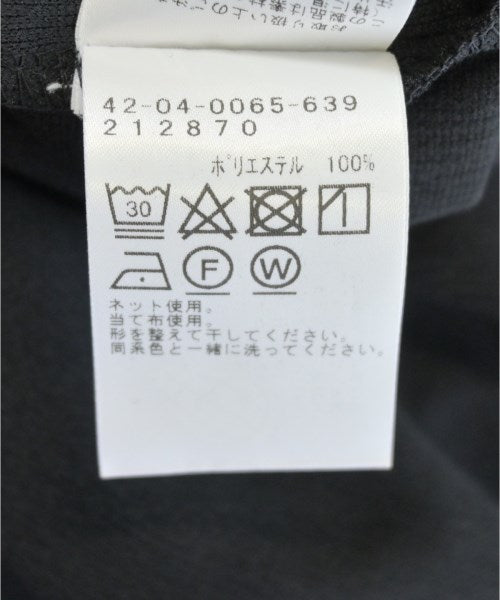 42-04-0065-639
212870
ﾎﾟﾘｴｽﾃﾙ 100%
30
F W
ネット使用。
当て布使用。
形を整えて干してください。
同系色と一緒に洗ってください。